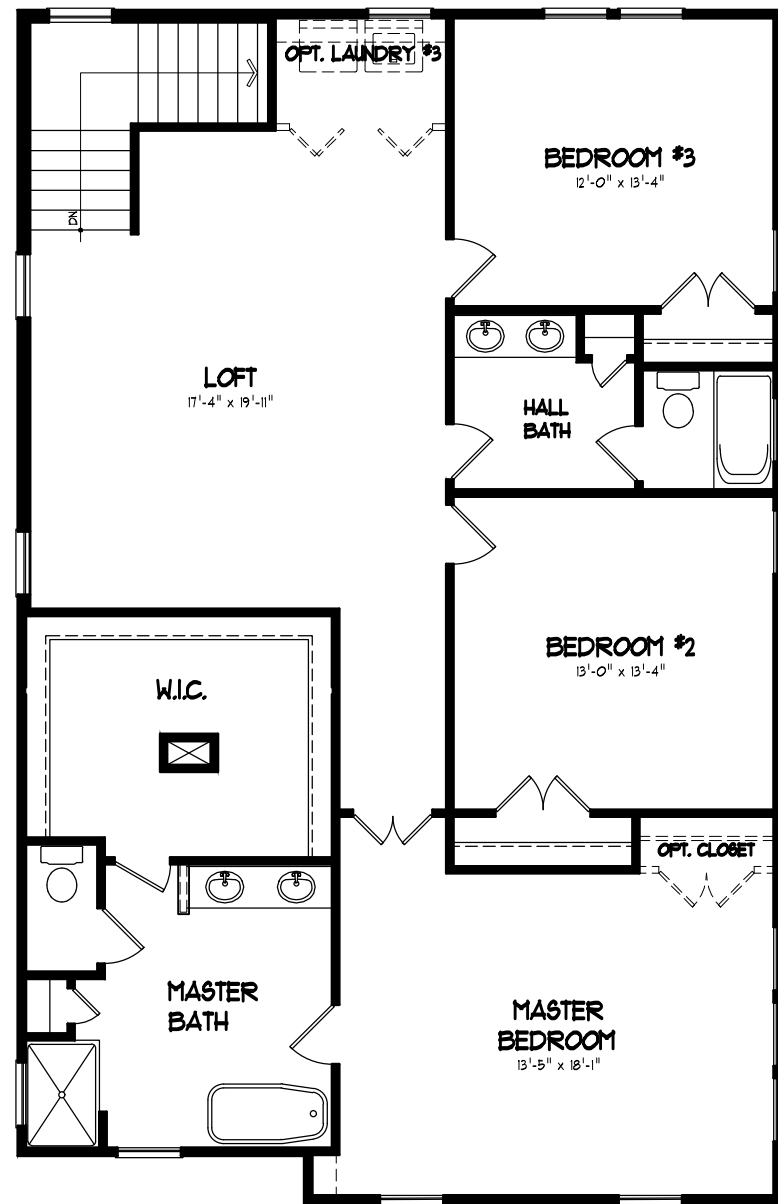 OPT. LAUNDRY #3
BEDROOM #3
12'-0" x 13'-4"
DN
LOFT
17'-4" x 19'-11"
HALL
BATH
BEDROOM #2
13'-0" x 13'-4"
W.I.C.
OPT. CLOSET
MASTER
BATH
MASTER
BEDROOM
13'-5" x 18'-1"